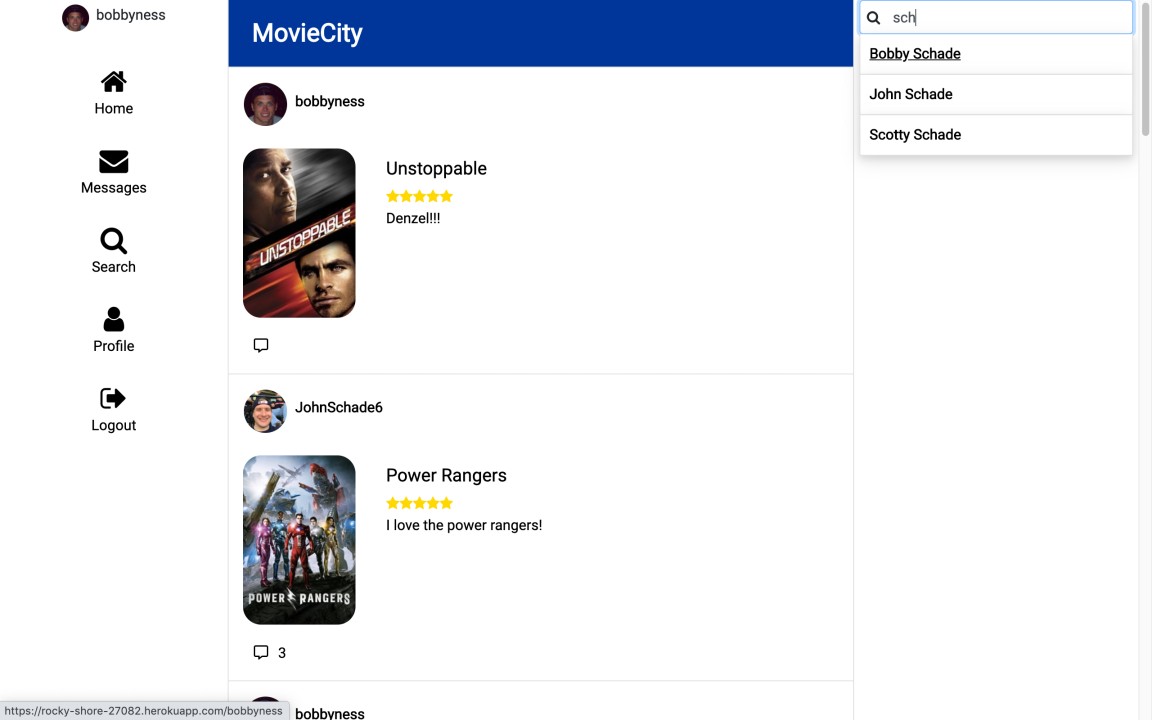 bobbyness
Home
Messages
Search
Profile
Logout
MovieCity
bobbyness
UNSTOPPABLE
Unstoppable
Denzel!!!
JohnSchade6
POWER RANGERS
Power Rangers
I love the power rangers!
3
bobbyness
sch
Bobby Schade
John Schade
Scotty Schade
https://rocky-shore-27082.herokuapp.com/bobbyness